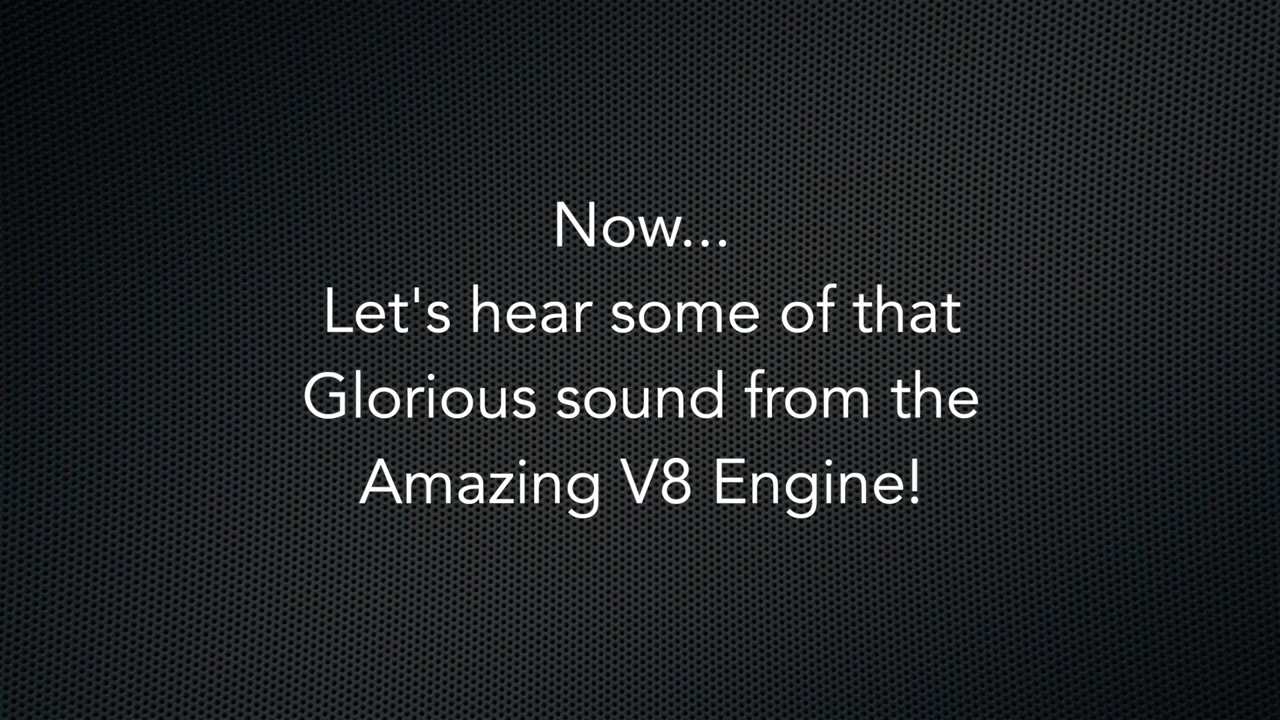 Now...
Let's hear some of that
Glorious sound from the
Amazing V8 Engine!